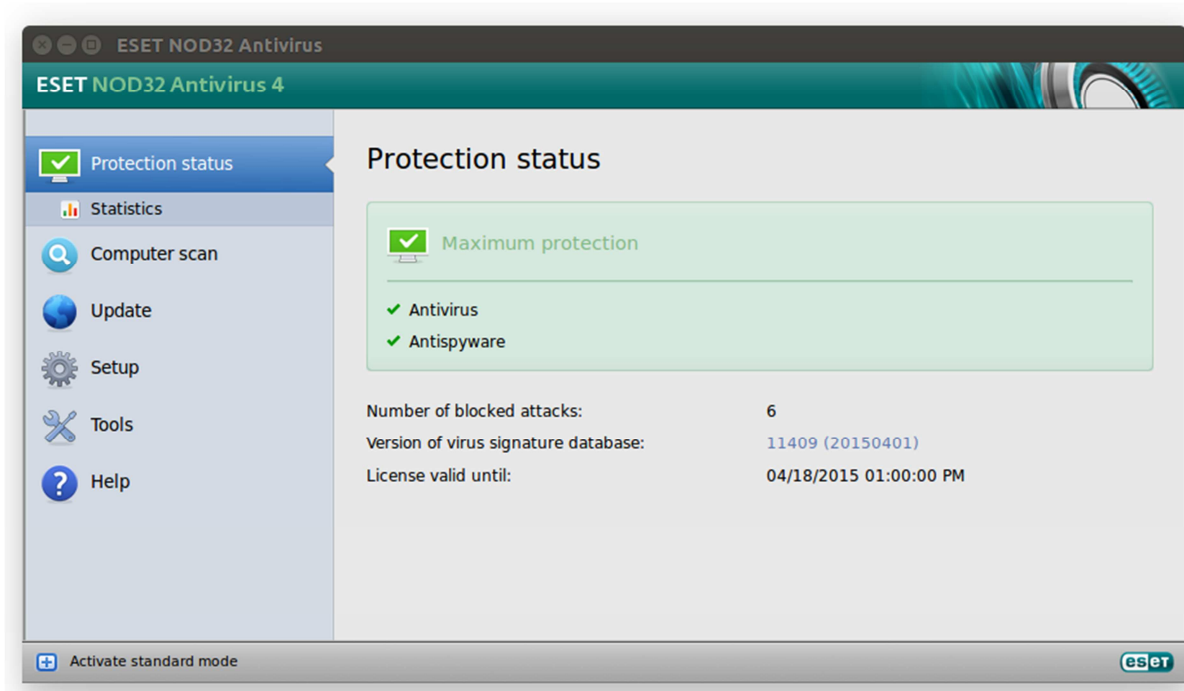 ESET NOD32 Antivirus
ESET NOD32 Antivirus 4
Protection status
Statistics
Computer scan
Update
Setup
Tools
Help
Protection status
Maximum protection
Antivirus
Antispyware
Number of blocked attacks: 6
Version of virus signature database: 11409 (20150401)
License valid until: 04/18/2015 01:00:00 PM
Activate standard mode
eset